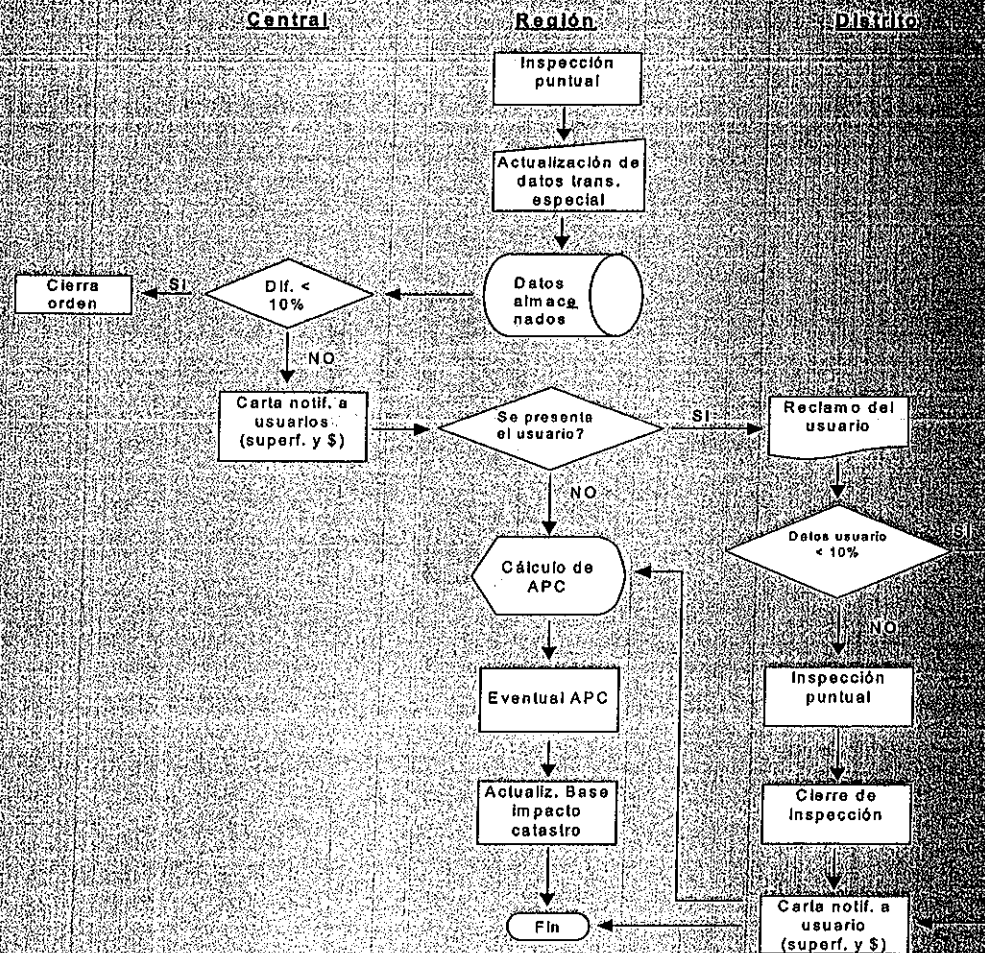 Central
Región
Distrito
Inspección
puntual
Actualización de
datos trans.
especial
Datos
almace
nados
Dif. <
10%
SI
Cierra
orden
NO
Carta notif. a
usuarios
(superf. y $)
Se presenta
el usuario?
SI
Reclamo del
usuario
NO
Datos usuario
< 10%
SI
Cálculo de
APC
NO
Eventual APC
Inspección
puntual
Actualiz. Base
impacto
catastro
Cierre de
Inspección
Fin
Carta notif. a
usuario
(superf. y $)